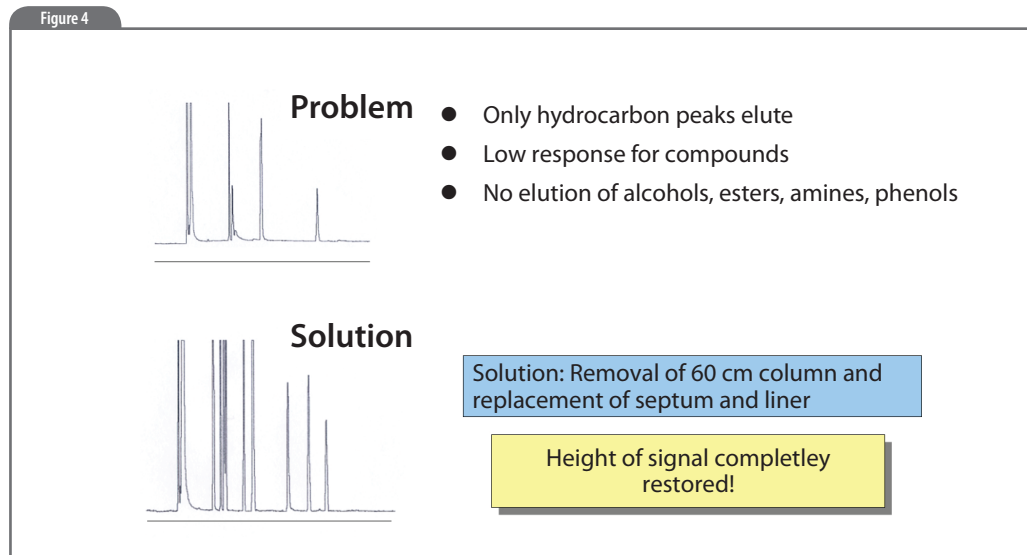 Figure 4
Problem
● Only hydrocarbon peaks elute
● Low response for compounds
● No elution of alcohols, esters, amines, phenols
Solution
Solution: Removal of 60 cm column and
replacement of septum and liner
Height of signal completley
restored!